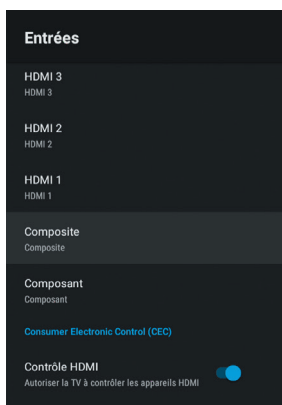 Entrées
HDMI 3
HDMI 3
HDMI 2
HDMI 2
HDMI 1
HDMI 1
Composite
Composite
Composant
Composant
Consumer Electronic Control (CEC)
Contrôle HDMI
Autoriser la TV à contrôler les appareils HDMI